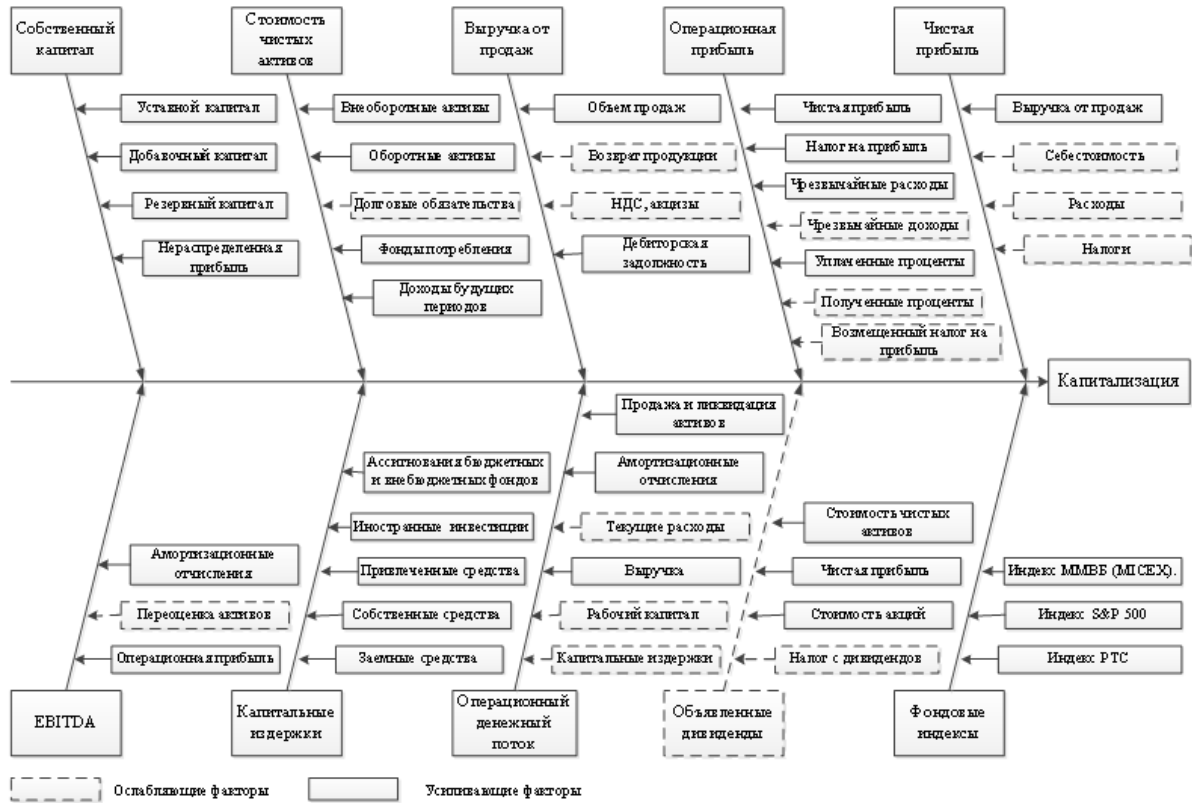 Собственный
капитал
Уставной капитал
Добавочный капитал
Резервный капитал
Нераспределенная
прибыль
Стоимость
чистых
активов
Внеоборотные активы
Оборотные активы
Долговые обязательства
Фонды потребления
Доходы будущих
периодов
Выручка от
продаж
Объем продаж
Возврат продукции
НДС, акцизы
Дебиторская
задолжность
Операционная
прибыль
Чистая прибыль
Налог на прибыль
Чрезвычайные расходы
Чрезвычайные доходы
Уплаченные проценты
Полученные проценты
Возмещенный налог на
прибыль
Чистая
прибыль
Выручка от продаж
Себестоимость
Расходы
Налоги
Капитализация
Амортизационные
отчисления
Переоценка активов
Операционная прибыль
EBITDA
Ассигнования бюджетных
и внебюджетных фондов
Иностранные инвестиции
Привлеченные средства
Собственные средства
Заемные средства
Капитальные
издержки
Продажа и ликвидация
активов
Амортизационные
отчисления
Текущие расходы
Выручка
Рабочий капитал
Капитальные издержки
Операционный
денежный
поток
Стоимость чистых
активов
Чистая прибыль
Стоимость акций
Налог с дивидендов
Объявленные
дивиденды
Индекс ММВБ (MICEX).
Индекс S&P 500
Индекс РТС
Фондовые
индексы
Ослабляющие факторы
Усиливающие факторы